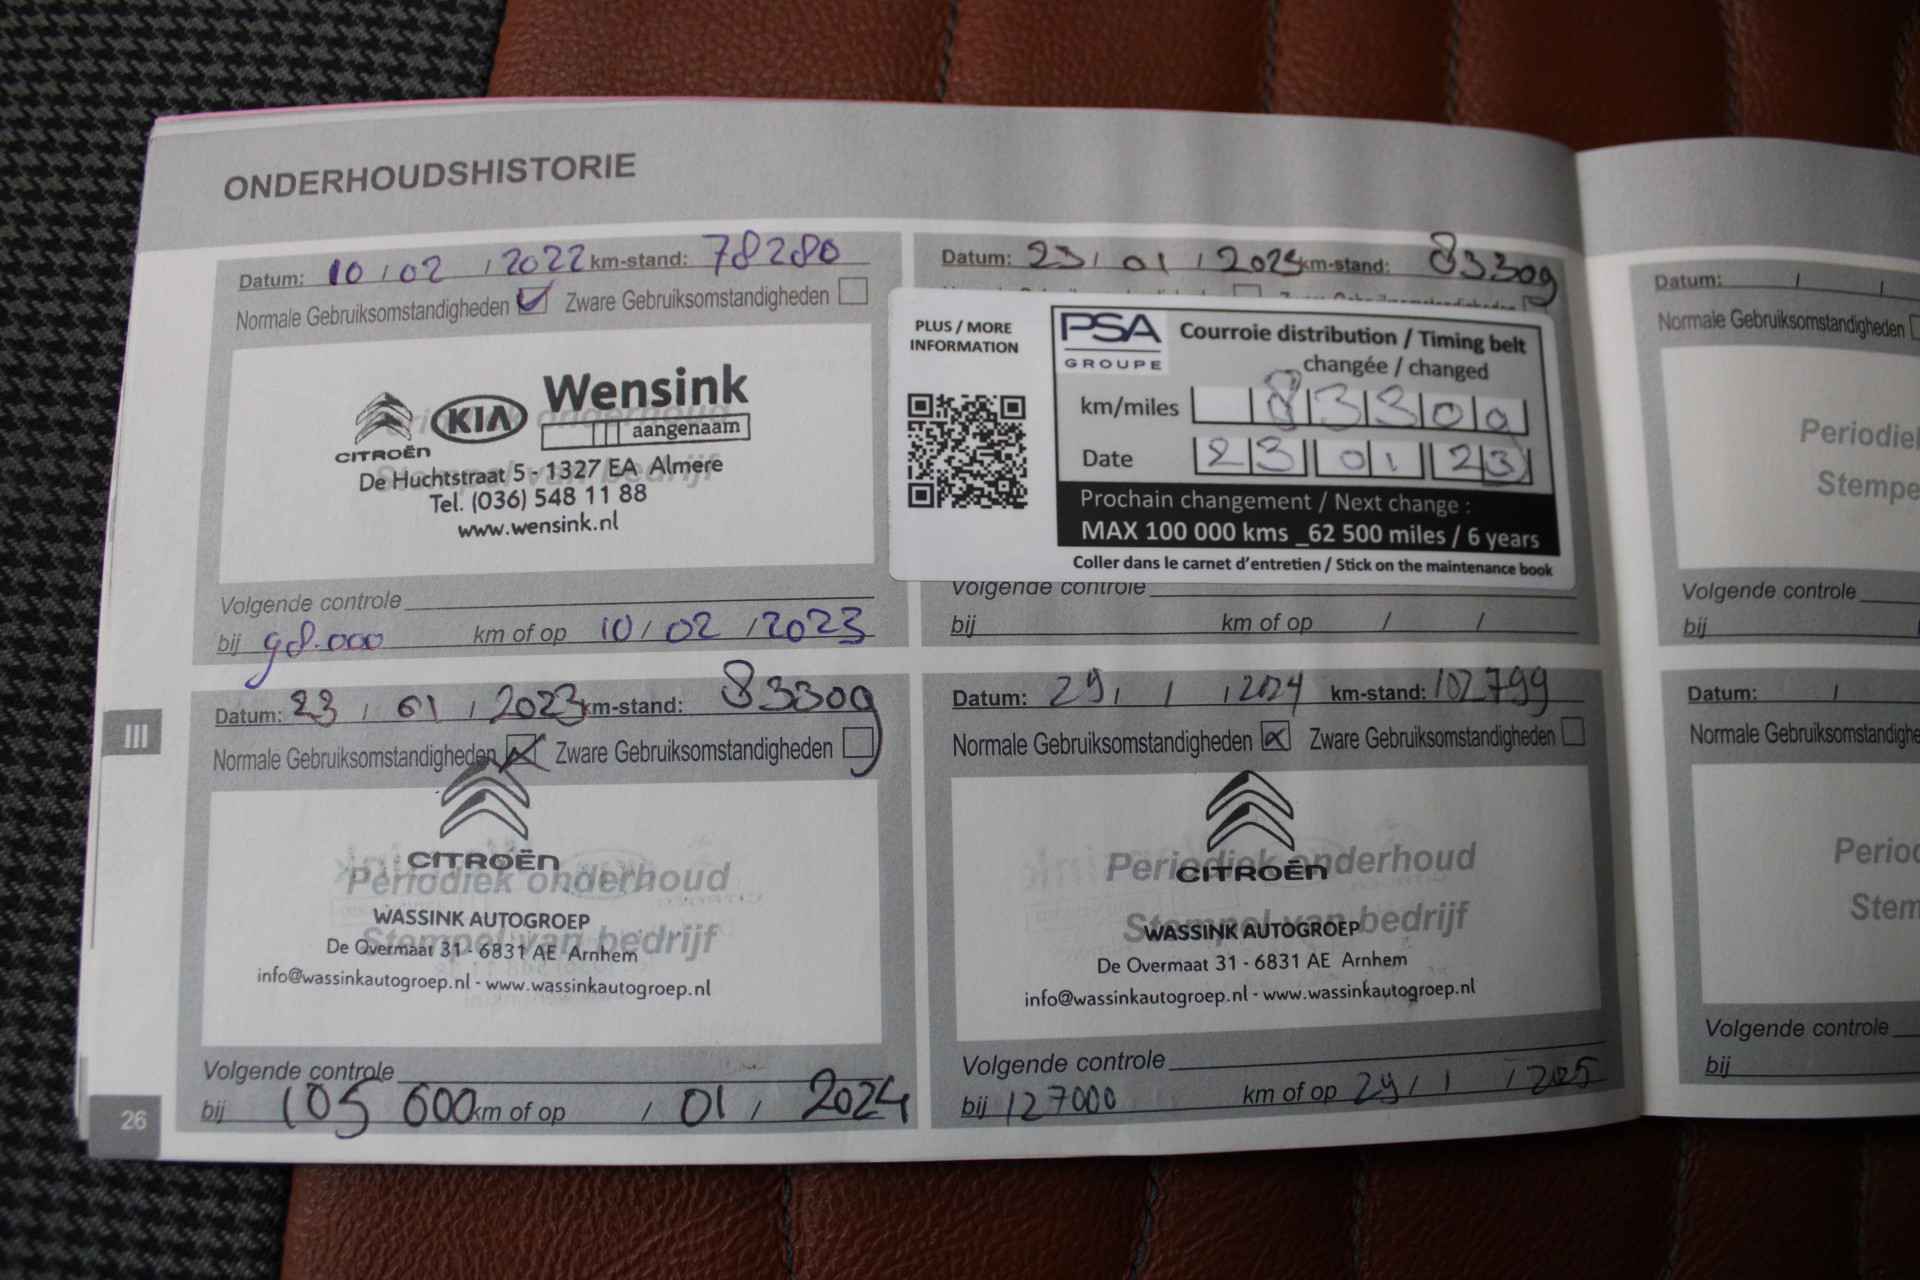 ONDERHOUDSHISTORIE
Datum: 10 / 02 / 2022 km-stand: 78280
Normale Gebruiksomstandigheden Zware Gebruiksomstandigheden
CITROËN KIA Wensink
aangenaam
De Huchtstraat 5 - 1327 EA Almere
Tel. (036) 548 11 88
www.wensink.nl
Volgende controle
bij 98.000 km of op 10 / 02 / 2023
Datum: 23 / 01 / km-stand: 83309
PLUS / MORE
INFORMATION
PSA
GROUPE
Courroie distribution / Timing belt
changée / changed
km/miles 83309
Date 23 01 23
Prochain changement / Next change :
MAX 100 000 kms _62 500 miles / 6 years
Coller dans le carnet d'entretien / Stick on the maintenance book
Volgende controle
bij km of op / /
Datum: 23 / 01 / 2023 km-stand: 83309
Normale Gebruiksomstandigheden Zware Gebruiksomstandigheden
Periodiek onderhoud
Stempel van bedrijf
CITROËN
WASSINK AUTOGROEP
De Overmaat 31 - 6831 AE Arnhem
info@wassinkautogroep.nl - www.wassinkautogroep.nl
Volgende controle
bij 105 600 km of op / 01 / 2024
Datum: 29 / 1 / 2024 km-stand: 102799
Normale Gebruiksomstandigheden Zware Gebruiksomstandigheden
Periodiek onderhoud
Stempel van bedrijf
CITROËN
WASSINK AUTOGROEP
De Overmaat 31 - 6831 AE Arnhem
info@wassinkautogroep.nl - www.wassinkautogroep.nl
Volgende controle
bij 127000 km of op 29 / 1 / 2025
III
26
Datum: / /
Normale Gebruiksomstandigheden
Periodiek
Stempe
Volgende controle
bij
Datum: /
Normale Gebruiksomstandighe
Period
Stem
Volgende controle
bij